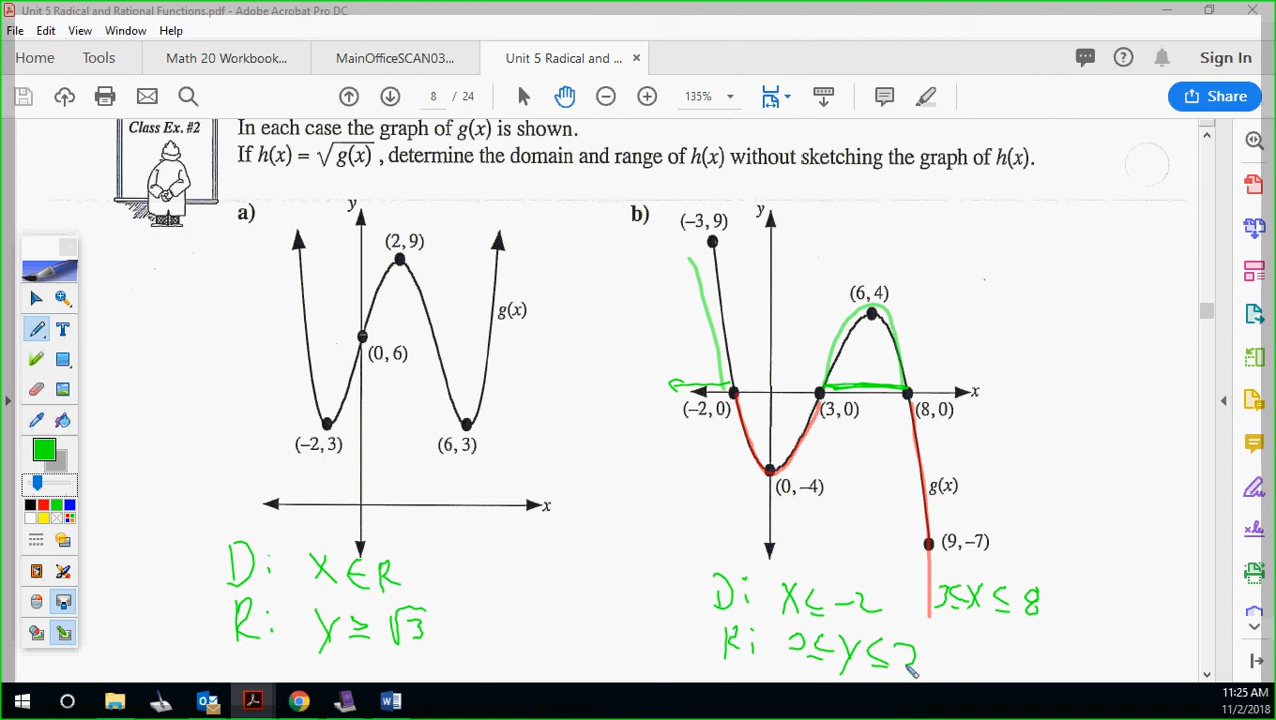 Unit 5 Radical and Rational Functions.pdf - Adobe Acrobat Pro DC
File Edit View Window Help
Home Tools Math 20 Workbook... MainOfficeSCAN03... Unit 5 Radical and ... ×
8 / 24 135% Share
Sign In
Class Ex. #2
In each case the graph of g(x) is shown.
If h(x) = √g(x) , determine the domain and range of h(x) without sketching the graph of h(x).
a)
y
(2, 9)
g(x)
(0, 6)
(–2, 3)
(6, 3)
x
D: x ∈ R
R: y ≥ √3
b)
(–3, 9)
y
(6, 4)
x
(–2, 0)
(3, 0)
(8, 0)
(0, –4)
g(x)
(9, –7)
D: x ≤ -2 3≤x ≤ 8
R: ≤ y ≤
11:25 AM
11/2/2018